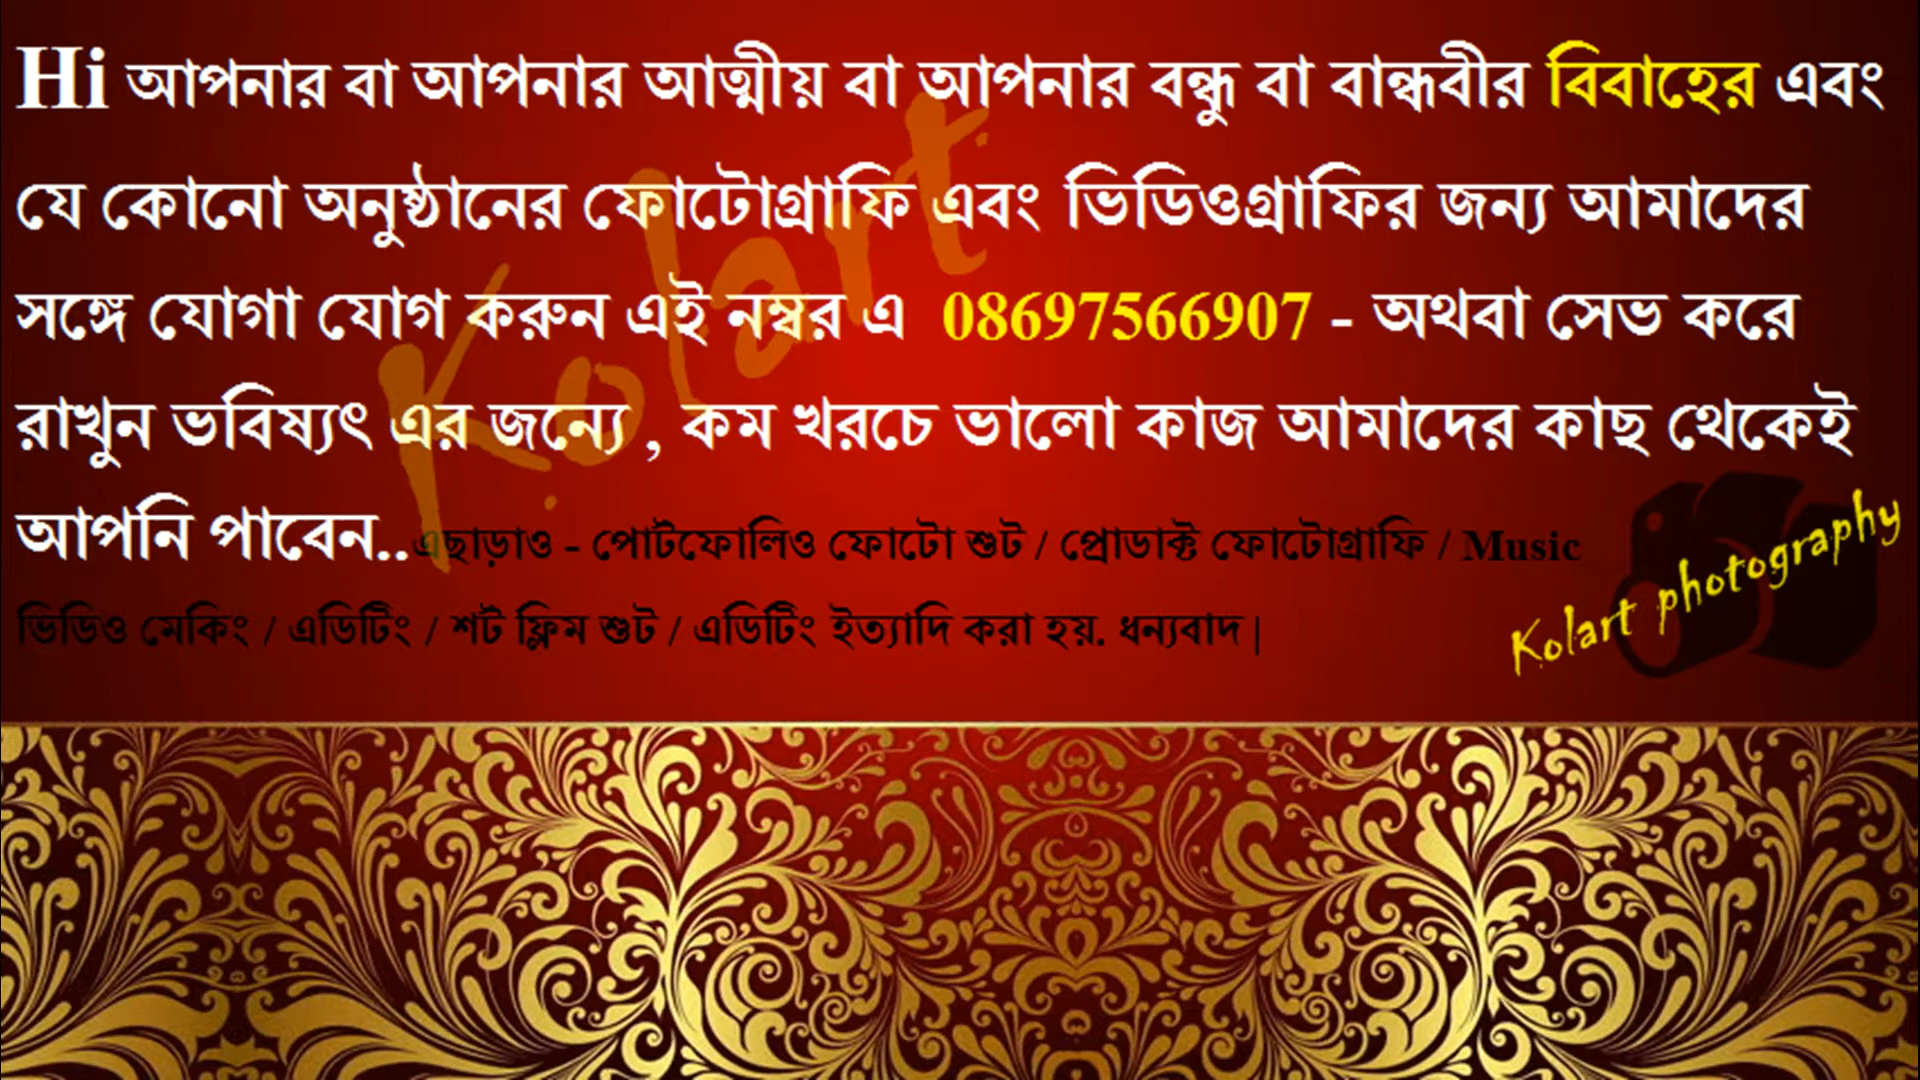 Hi আপনার বা আপনার আত্মীয় বা আপনার বন্ধু বা বান্ধবীর বিবাহের এবং
যে কোনো অনুষ্ঠানের ফোটোগ্রাফি এবং ভিডিওগ্রাফির জন্য আমাদের
সঙ্গে যোগা যোগ করুন এই নম্বর এ 08697566907 - অথবা সেভ করে
রাখুন ভবিষ্যৎ এর জন্যে , কম খরচে ভালো কাজ আমাদের কাছ থেকেই
আপনি পাবেন..এছাড়াও - পোর্টফোলিও ফোটো শুট / প্রোডাক্ট ফোটোগ্রাফি / Music
ভিডিও মেকিং / এডিটিং / শর্ট ফ্লিম শুট / এডিটিং ইত্যাদি করা হয়. ধন্যবাদ |
Kolart
Kolart photography